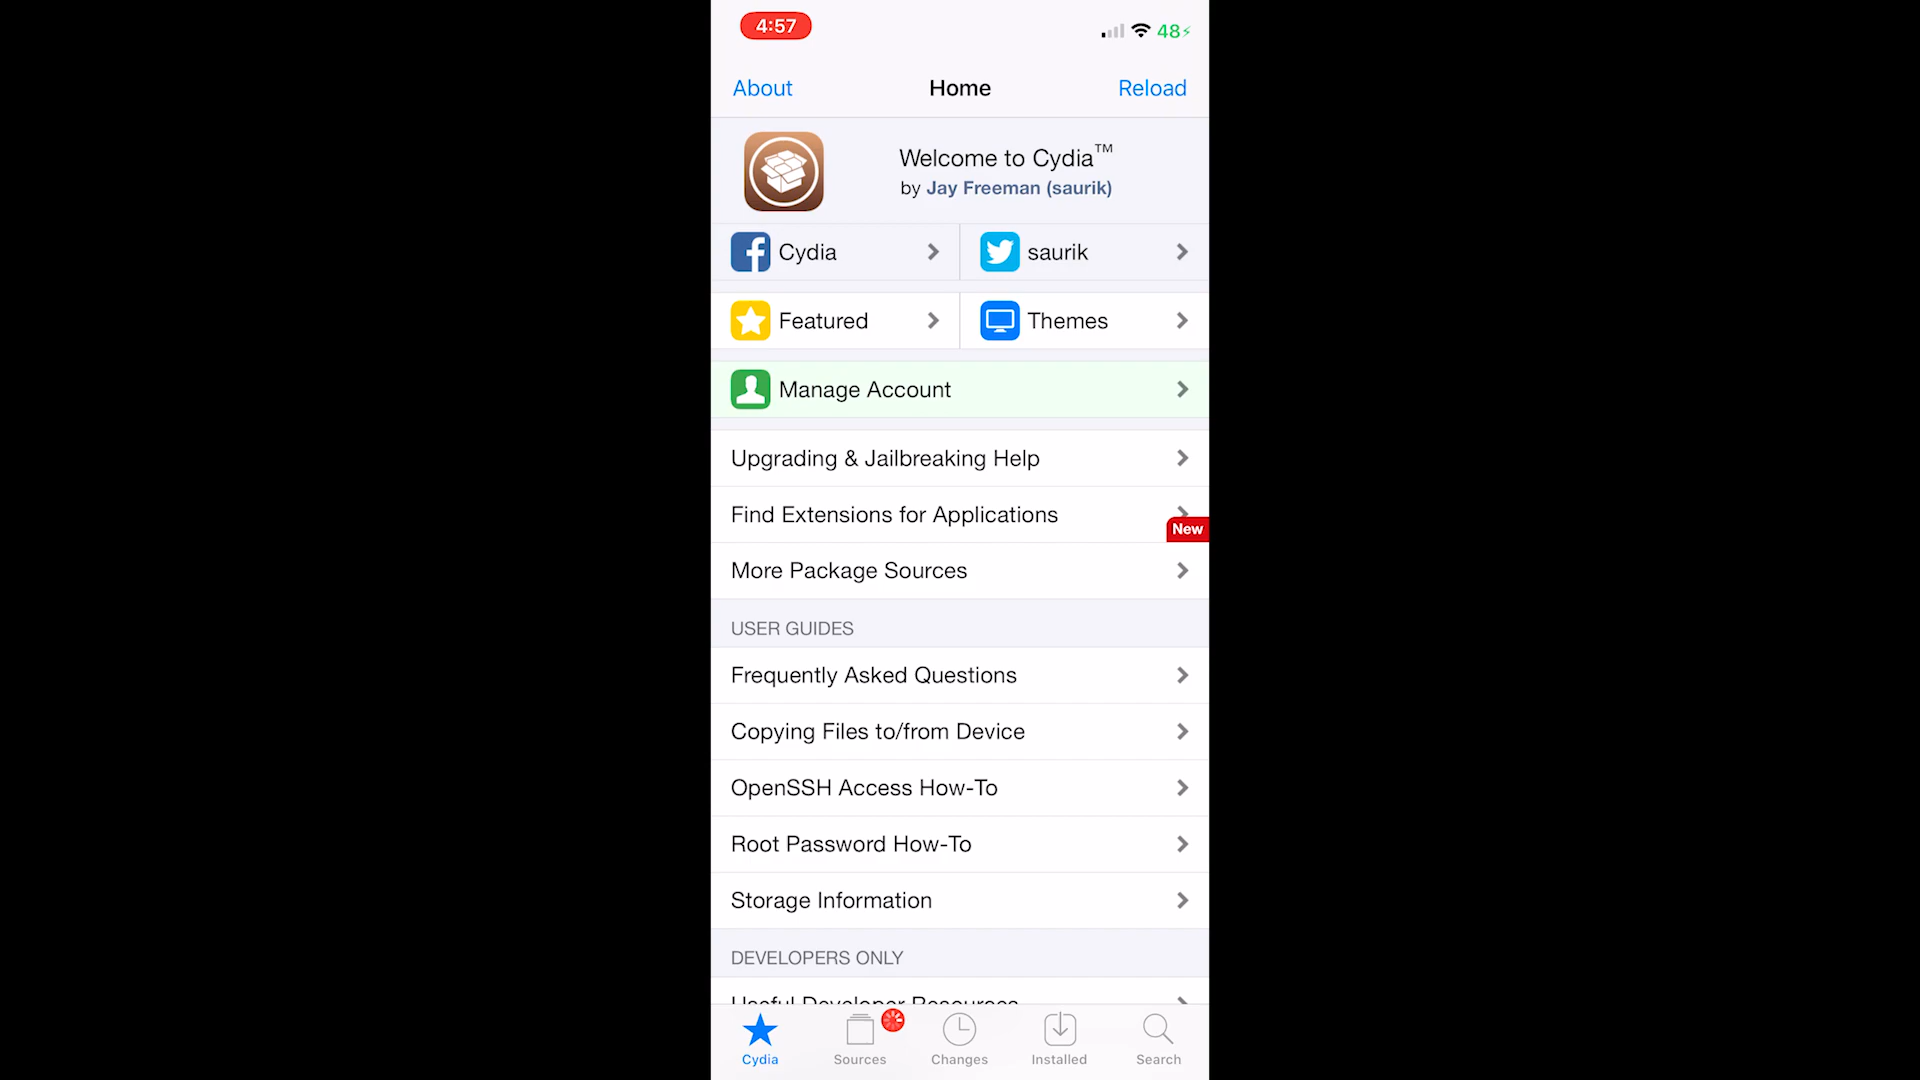 4:57
48
About
Home
Reload
Welcome to Cydia™
by Jay Freeman (saurik)
Cydia
saurik
Featured
Themes
Manage Account
Upgrading & Jailbreaking Help
Find Extensions for Applications
New
More Package Sources
USER GUIDES
Frequently Asked Questions
Copying Files to/from Device
OpenSSH Access How-To
Root Password How-To
Storage Information
DEVELOPERS ONLY
Useful Developer Resources
Cydia
Sources
Changes
Installed
Search